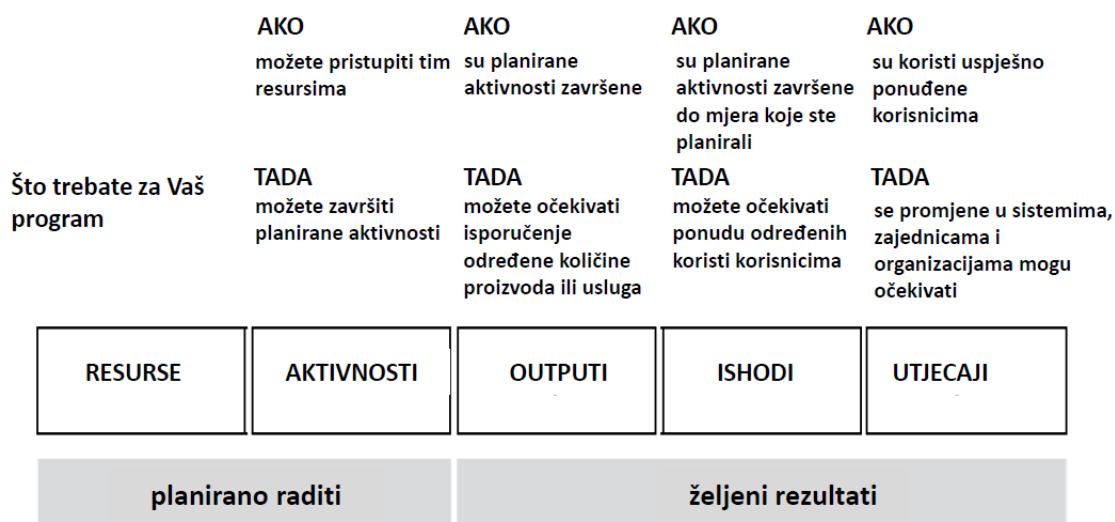 AKO
možete pristupiti tim
resursima
AKO
su planirane
aktivnosti završene
AKO
su planirane
aktivnosti završene
do mjera koje ste
planirali
AKO
su koristi uspješno
ponuđene
korisnicima
Što trebate za Vaš
program
TADA
možete završiti
planirane aktivnosti
TADA
možete očekivati
isporučenje
određene količine
proizvoda ili usluga
TADA
možete očekivati
ponudu određenih
koristi korisnicima
TADA
se promjene u sistemima,
zajednicama i
organizacijama mogu
očekivati
RESURSE
AKTIVNOSTI
OUTPUTI
ISHODI
UTJECAJI
planirano raditi
željeni rezultati